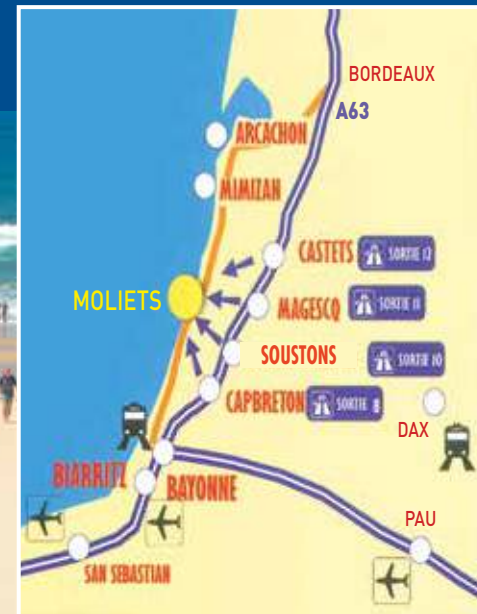 BORDEAUX
A63
ARCACHON
MIMIZAN
CASTETS SORTIE 12
MOLIETS
MAGESCQ SORTIE 11
SOUSTONS SORTIE 10
CAPBRETON SORTIE 8
DAX
BIARRITZ
BAYONNE
PAU
SAN SEBASTIAN